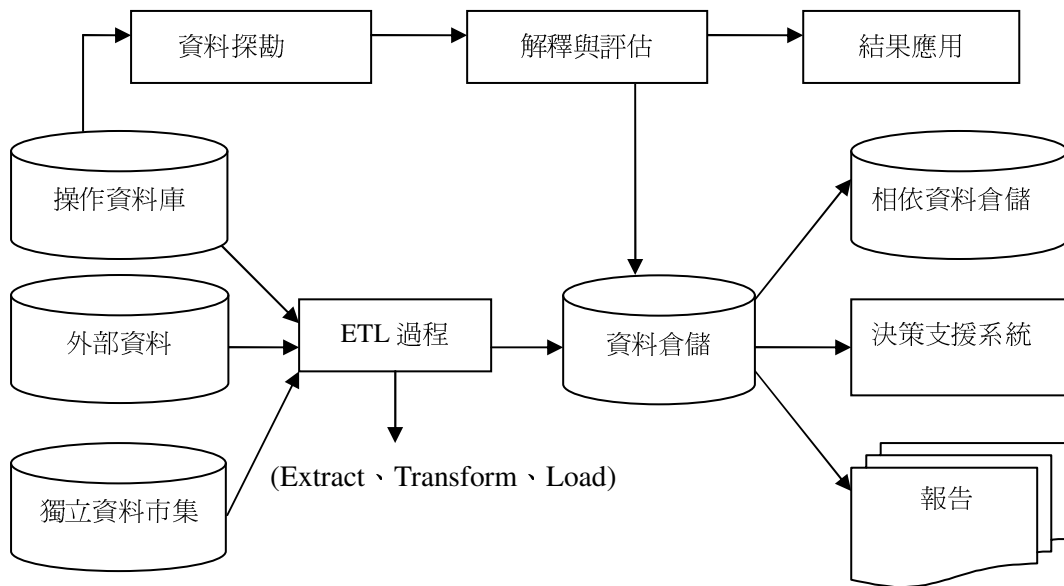 資料探勘
解釋與評估
結果應用
操作資料庫
相依資料倉儲
外部資料
ETL 過程
資料倉儲
決策支援系統
(Extract、Transform、Load)
獨立資料市集
報告